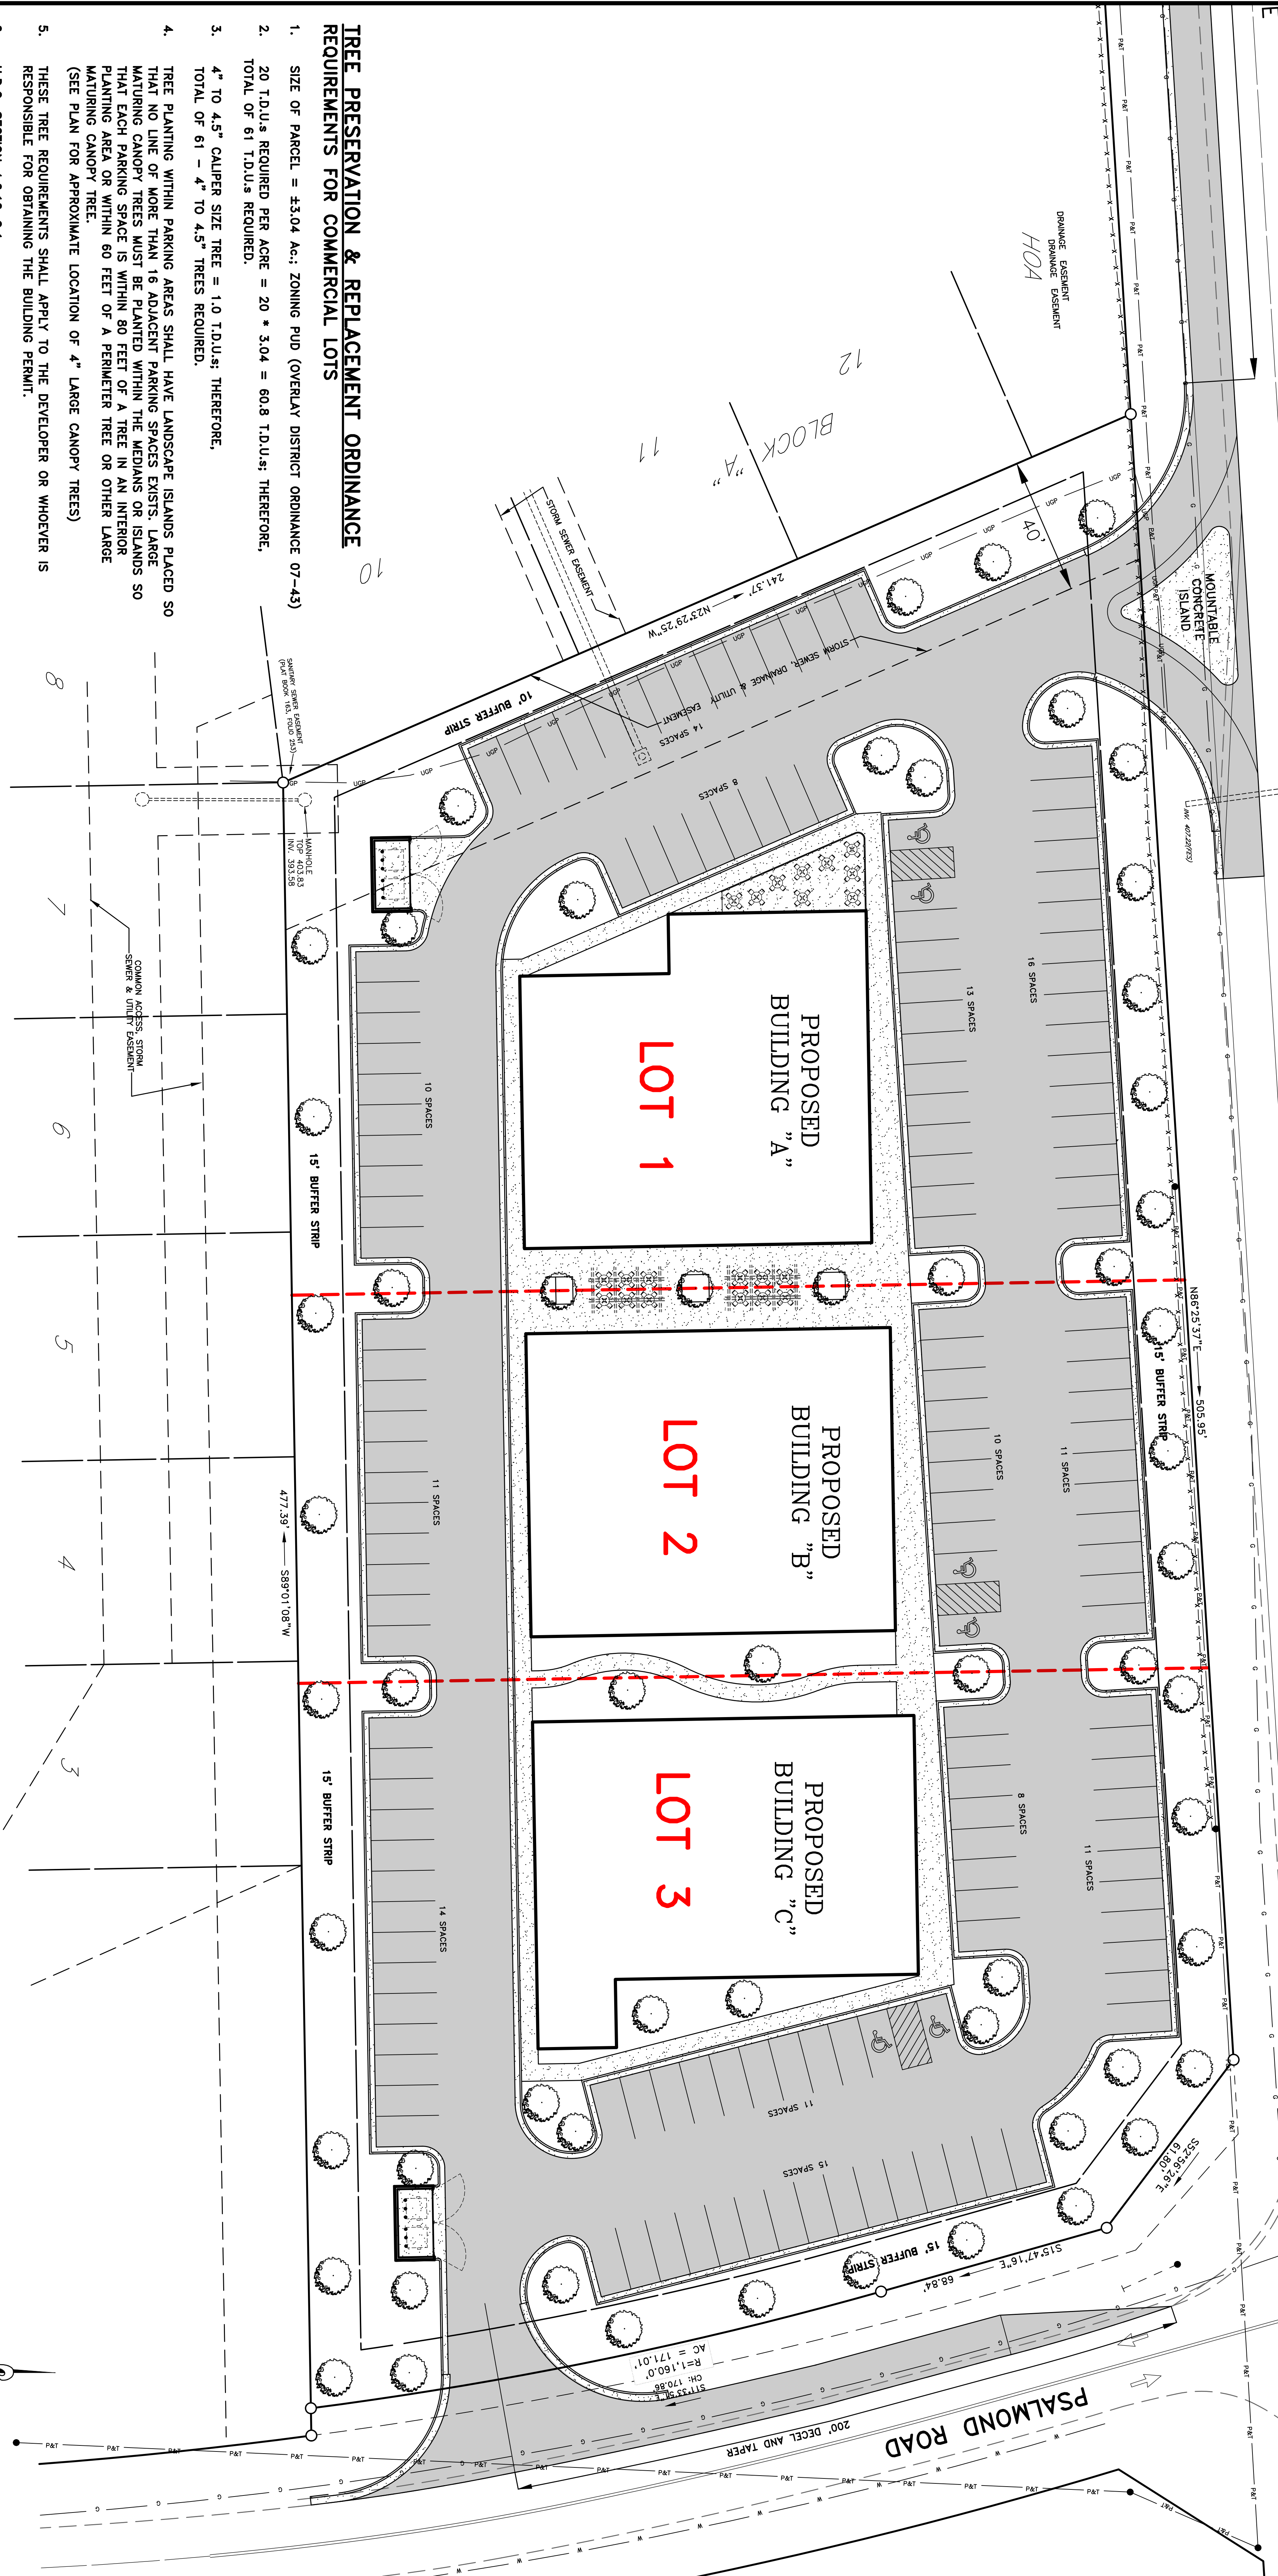 TREE PRESERVATION & REPLACEMENT ORDINANCE
REQUIREMENTS FOR COMMERCIAL LOTS
1. SIZE OF PARCEL = ±3.04 Ac.; ZONING PUD (OVERLAY DISTRICT ORDINANCE 07-43)
2. 20 T.D.U.s REQUIRED PER ACRE = 20 * 3.04 = 60.8 T.D.U.s; THEREFORE,
TOTAL OF 61 T.D.U.s REQUIRED.
3. 4" TO 4.5" CALIPER SIZE TREE = 1.0 T.D.U.s; THEREFORE,
TOTAL OF 61 - 4" TO 4.5" TREES REQUIRED.
4. TREE PLANTING WITHIN PARKING AREAS SHALL HAVE LANDSCAPE ISLANDS PLACED SO
THAT NO LINE OF MORE THAN 16 ADJACENT PARKING SPACES EXISTS. LARGE
MATURING CANOPY TREES MUST BE PLANTED WITHIN THE MEDIANS OR ISLANDS SO
THAT EACH PARKING SPACE IS WITHIN 80 FEET OF A TREE IN AN INTERIOR
PLANTING AREA OR WITHIN 60 FEET OF A PERIMETER TREE OR OTHER LARGE
MATURING CANOPY TREE.
(SEE PLAN FOR APPROXIMATE LOCATION OF 4" LARGE CANOPY TREES)
5. THESE TREE REQUIREMENTS SHALL APPLY TO THE DEVELOPER OR WHOEVER IS
RESPONSIBLE FOR OBTAINING THE BUILDING PERMIT.
DRAINAGE EASEMENT
DRAINAGE EASEMENT
HOA
12
BLOCK "A"
11
10
8
7
6
5
4
3
40'
MOUNTABLE
CONCRETE
ISLAND
INV. 407.22(YES)
STORM SEWER EASEMENT
241.37'
N23°29'25"W
10' BUFFER STRIP
STORM SEWER, DRAINAGE & UTILITY EASEMENT
14 SPACES
8 SPACES
SANITARY SEWER EASEMENT
(PLAT BOOK 163, FOLIO 253)
MANHOLE
TOP 403.83
INV. 393.58
COMMON ACCESS, STORM
SEWER & UTILITY EASEMENT
16 SPACES
13 SPACES
PROPOSED
BUILDING "A"
LOT 1
10 SPACES
15' BUFFER STRIP
N86°25'37"E
505.95'
15' BUFFER STRIP
11 SPACES
10 SPACES
PROPOSED
BUILDING "B"
LOT 2
11 SPACES
477.39'
S89°01'08"W
11 SPACES
8 SPACES
PROPOSED
BUILDING "C"
LOT 3
14 SPACES
15' BUFFER STRIP
11 SPACES
15 SPACES
S52°56'26"E
61.80'
S15°47'16"E
68.84'
15' BUFFER STRIP
CH: 170.86'
R=1,160.0'
AC = 171.01'
200' DECEL AND TAPER
PSALMOND ROAD